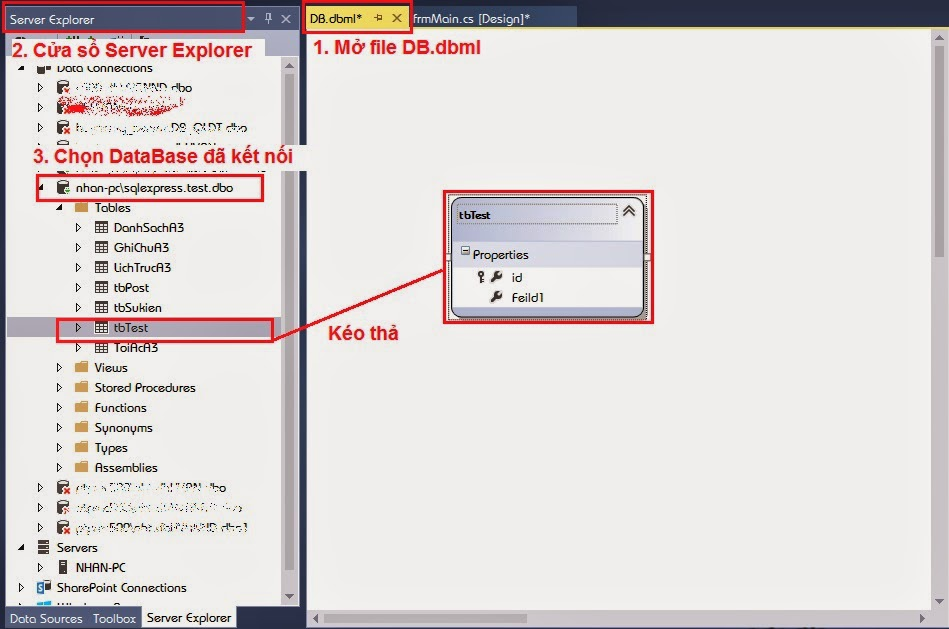 Server Explorer
DB.dbml*
frmMain.cs [Design]*
2. Cửa sổ Server Explorer
1. Mở file DB.dbml
Data Connections
3. Chọn DataBase đã kết nối
nhan-pc\sqlexpress.test.dbo
Tables
DanhSachA3
GhiChuA3
LichTrucA3
tbPost
tbSukien
tbTest
ToiAcA3
Views
Stored Procedures
Functions
Synonyms
Types
Assemblies
Servers
NHAN-PC
SharePoint Connections
Data Sources
Toolbox
Server Explorer
tbTest
Properties
id
Feild1
Kéo thả